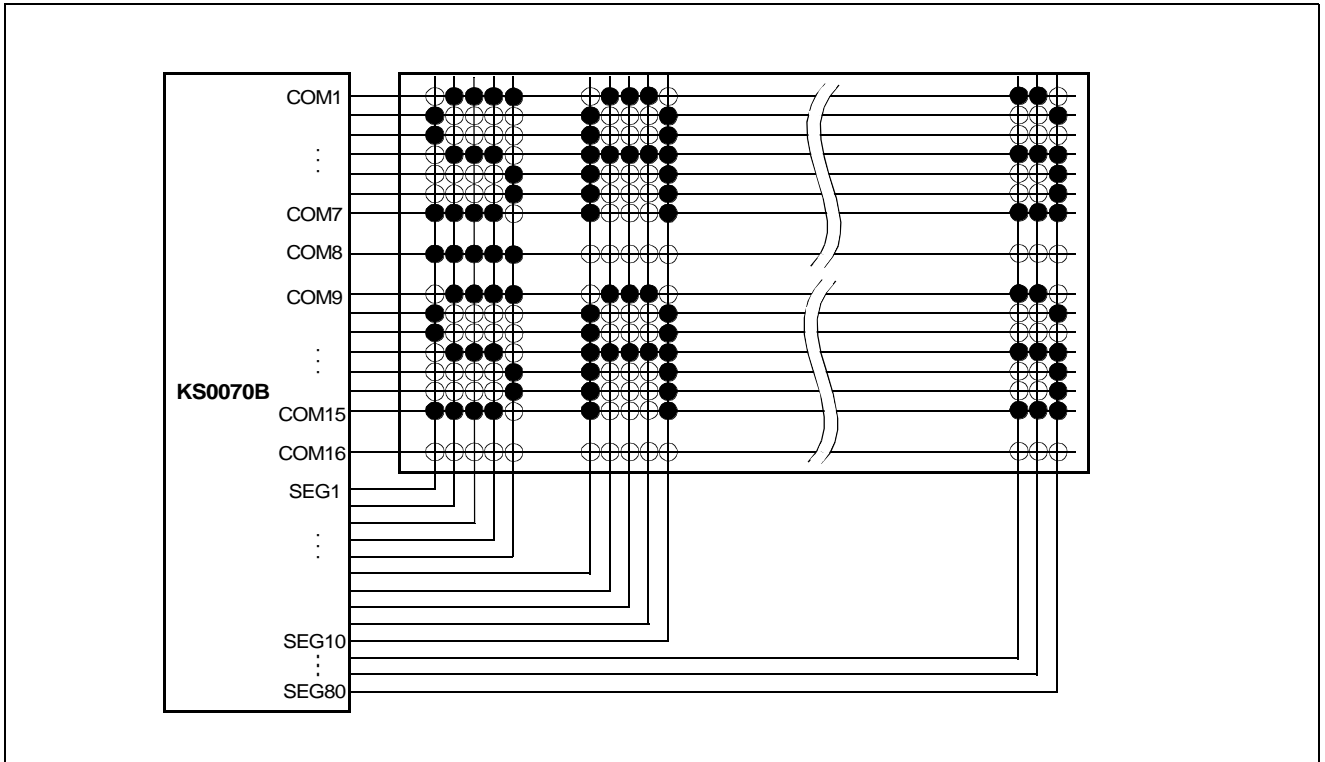 COM1
⋮
COM7
COM8
COM9
⋮
KS0070B
COM15
COM16
SEG1
⋮
SEG10
⋮
SEG80